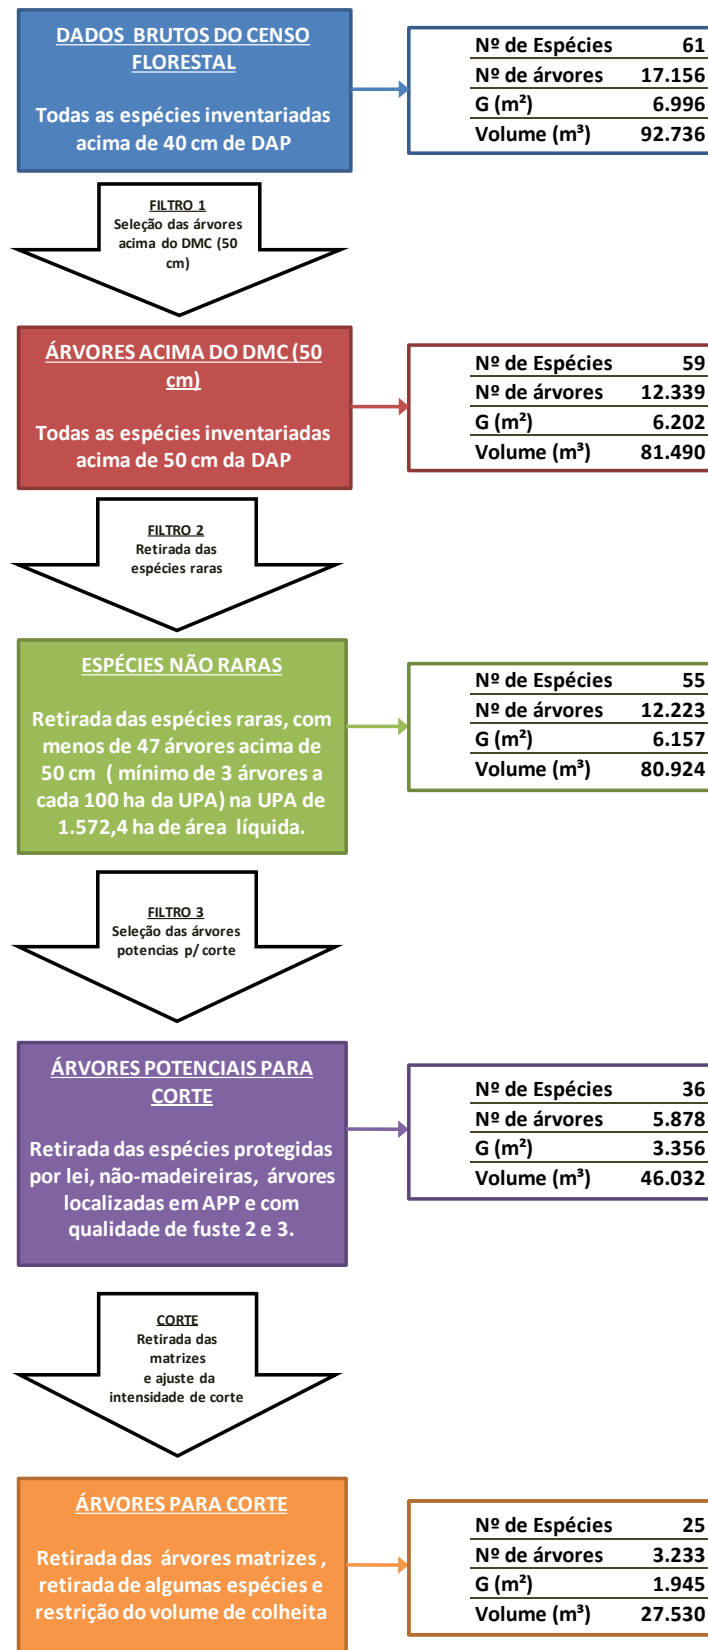 DADOS BRUTOS DO CENSO
FLORESTAL
Todas as espécies inventariadas
acima de 40 cm de DAP
Nº de Espécies 61
Nº de árvores 17.156
G (m²) 6.996
Volume (m³) 92.736
FILTRO 1
Seleção das árvores
acima do DMC (50
cm)
ÁRVORES ACIMA DO DMC (50
cm)
Todas as espécies inventariadas
acima de 50 cm da DAP
Nº de Espécies 59
Nº de árvores 12.339
G (m²) 6.202
Volume (m³) 81.490
FILTRO 2
Retirada das
espécies raras
ESPÉCIES NÃO RARAS
Retirada das espécies raras, com
menos de 47 árvores acima de
50 cm ( mínimo de 3 árvores a
cada 100 ha da UPA) na UPA de
1.572,4 ha de área líquida.
Nº de Espécies 55
Nº de árvores 12.223
G (m²) 6.157
Volume (m³) 80.924
FILTRO 3
Seleção das árvores
potencias p/ corte
ÁRVORES POTENCIAIS PARA
CORTE
Retirada das espécies protegidas
por lei, não-madeireiras, árvores
localizadas em APP e com
qualidade de fuste 2 e 3.
Nº de Espécies 36
Nº de árvores 5.878
G (m²) 3.356
Volume (m³) 46.032
CORTE
Retirada das
matrizes
e ajuste da
intensidade de corte
ÁRVORES PARA CORTE
Retirada das árvores matrizes ,
retirada de algumas espécies e
restrição do volume de colheita
Nº de Espécies 25
Nº de árvores 3.233
G (m²) 1.945
Volume (m³) 27.530